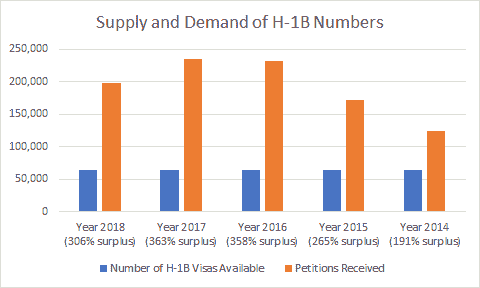 Supply and Demand of H-1B Numbers
250,000
200,000
150,000
100,000
50,000
0
Year 2018 Year 2017 Year 2016 Year 2015 Year 2014
(306% surplus) (363% surplus) (358% surplus) (265% surplus) (191% surplus)
Number of H-1B Visas Available Petitions Received